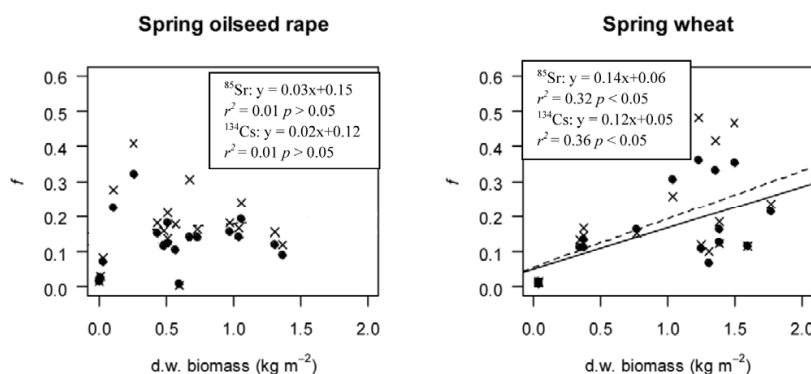 Spring oilseed rape
0.6
0.5
0.4
0.3
0.2
0.1
0.0
f
⁸⁵Sr: y = 0.03x+0.15
r² = 0.01 p > 0.05
¹³⁴Cs: y = 0.02x+0.12
r² = 0.01 p > 0.05
0.0 0.5 1.0 1.5 2.0
d.w. biomass (kg m⁻²)
Spring wheat
0.6
0.5
0.4
0.3
0.2
0.1
0.0
f
⁸⁵Sr: y = 0.14x+0.06
r² = 0.32 p < 0.05
¹³⁴Cs: y = 0.12x+0.05
r² = 0.36 p < 0.05
0.0 0.5 1.0 1.5 2.0
d.w. biomass (kg m⁻²)